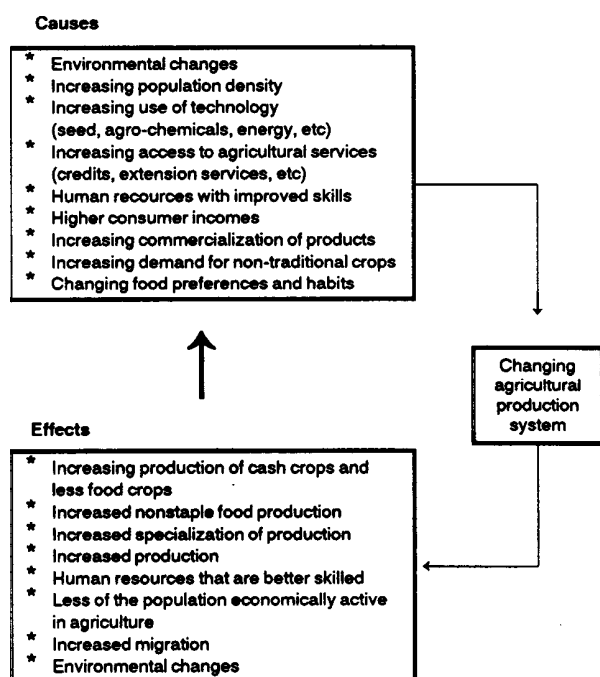 Causes
* Environmental changes
* Increasing population density
* Increasing use of technology
(seed, agro-chemicals, energy, etc)
* Increasing access to agricultural services
(credits, extension services, etc)
* Human recources with improved skills
* Higher consumer incomes
* Increasing commercialization of products
* Increasing demand for non-traditional crops
* Changing food preferences and habits
Changing
agricultural
production
system
Effects
* Increasing production of cash crops and
less food crops
* Increased nonstaple food production
* Increased specialization of production
* Increased production
* Human resources that are better skilled
* Less of the population economically active
in agriculture
* Increased migration
* Environmental changes